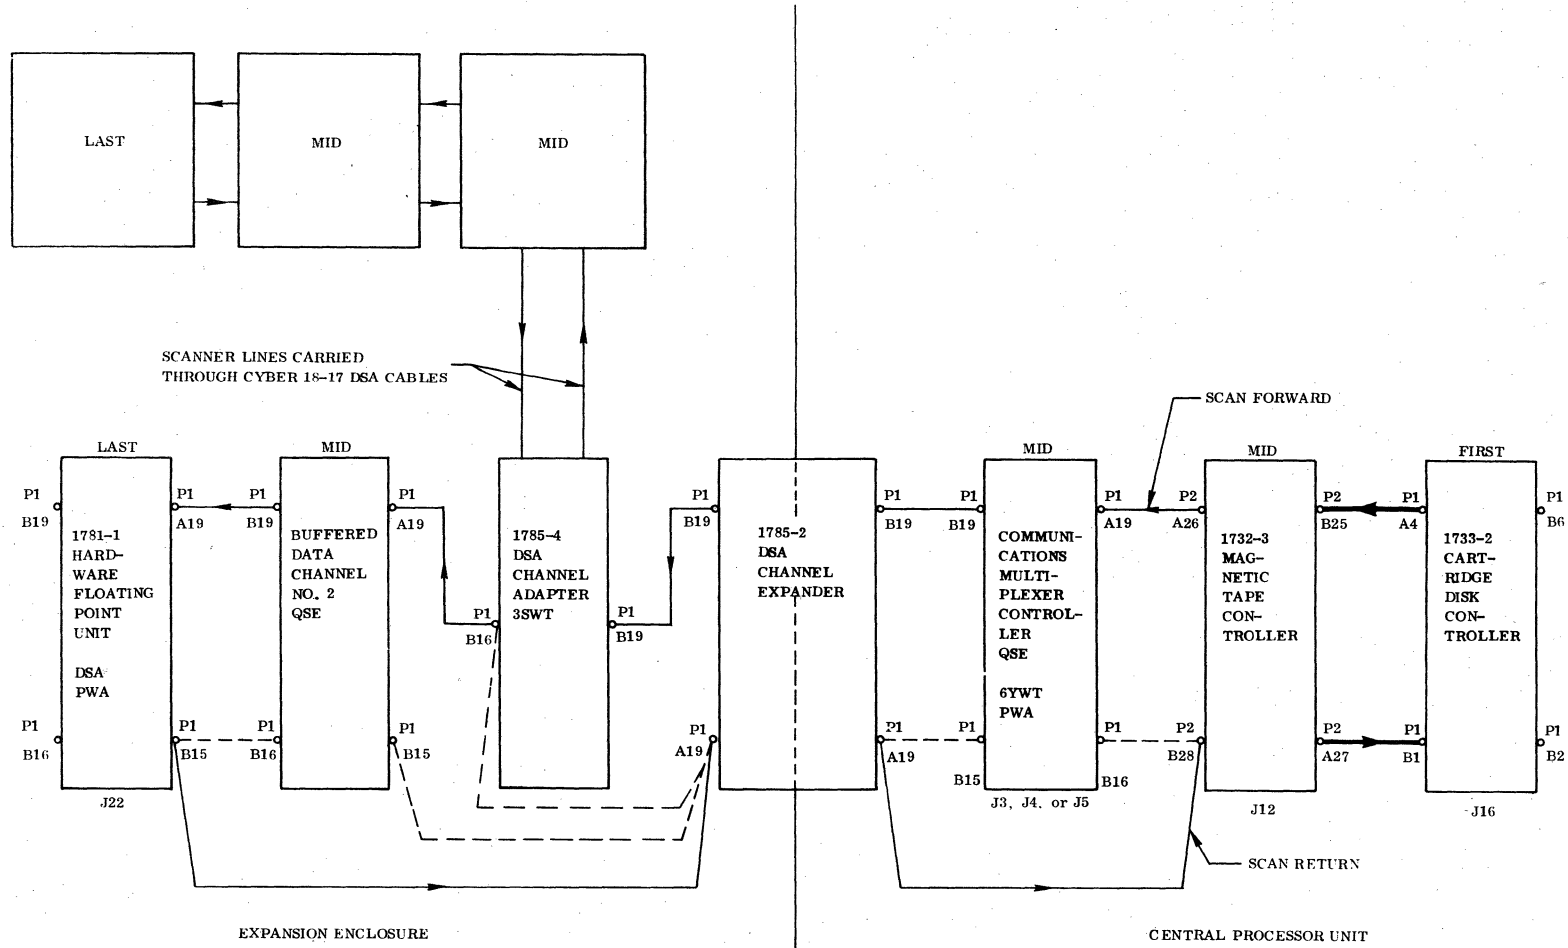 LAST
MID
MID
SCANNER LINES CARRIED
THROUGH CYBER 18-17 DSA CABLES
SCAN FORWARD
LAST
MID
MID
MID
FIRST
P1
B19
P1
A19
P1
B19
P1
A19
P1
B16
P1
B19
P1
B19
P1
B19
P1
B19
P1
A19
P2
A26
P2
B25
P1
A4
P1
B6
1781-1
HARD-
WARE
FLOATING
POINT
UNIT
DSA
PWA
BUFFERED
DATA
CHANNEL
NO. 2
QSE
1785-4
DSA
CHANNEL
ADAPTER
3SWT
1785-2
DSA
CHANNEL
EXPANDER
COMMUNI-
CATIONS
MULTI-
PLEXER
CONTROL-
LER
QSE
6YWT
PWA
1732-3
MAG-
NETIC
TAPE
CON-
TROLLER
1733-2
CART-
RIDGE
DISK
CON-
TROLLER
P1
B16
P1
B15
P1
B16
P1
B15
P1
A19
P1
A19
P1
B15
P1
B16
P2
B28
P2
A27
P1
B1
P1
B2
J22
J3, J4, or J5
J12
J16
SCAN RETURN
EXPANSION ENCLOSURE
CENTRAL PROCESSOR UNIT